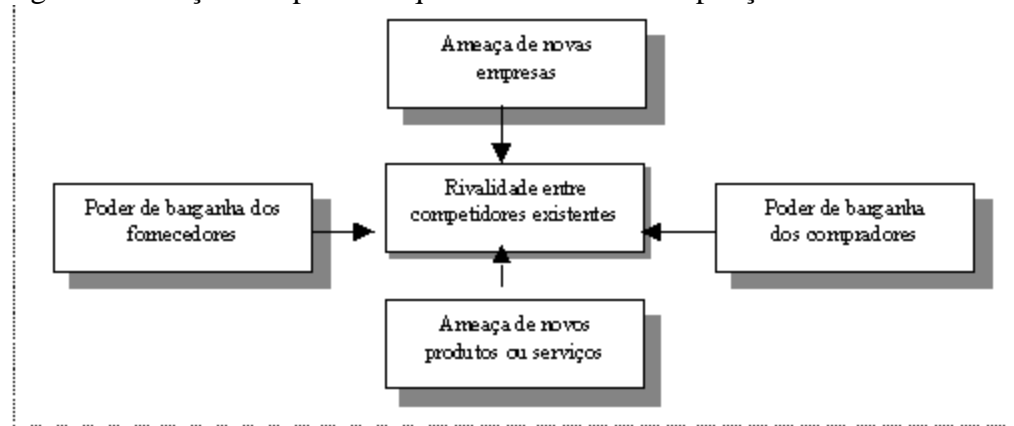 Ameaça de novas
empresas
Rivalidade entre
competidores existentes
Poder de barganha dos
fornecedores
Poder de barganha
dos compradores
Ameaça de novos
produtos ou serviços